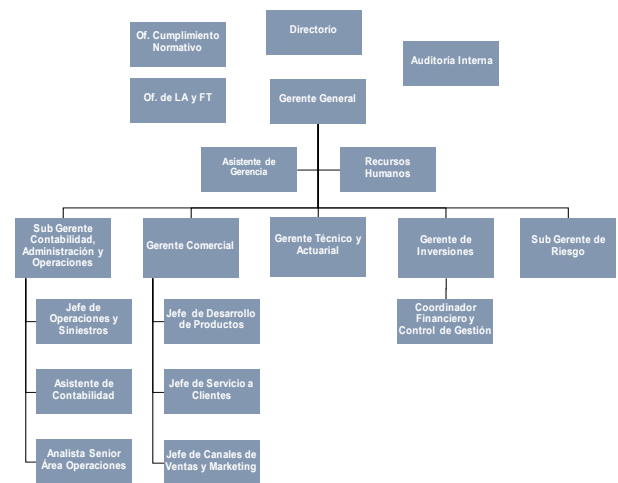 Directorio
Of. Cumplimiento
Normativo
Auditoría Interna
Of. de LA y FT
Gerente General
Asistente de
Gerencia
Recursos
Humanos
Sub Gerente
Contabilidad,
Administración y
Operaciones
Gerente Comercial
Gerente Técnico y
Actuarial
Gerente de
Inversiones
Sub Gerente de
Riesgo
Jefe de
Operaciones y
Siniestros
Jefe de Desarrollo
de Productos
Coordinador
Financiero y
Control de Gestión
Asistente de
Contabilidad
Jefe de Servicio a
Clientes
Analista Senior
Área Operaciones
Jefe de Canales de
Ventas y Marketing